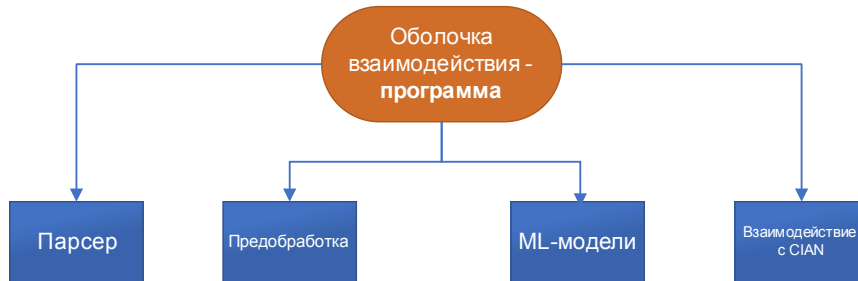 Оболочка
взаимодействия -
программа
Парсер
Предобработка
ML-модели
Взаимодействие
с CIAN